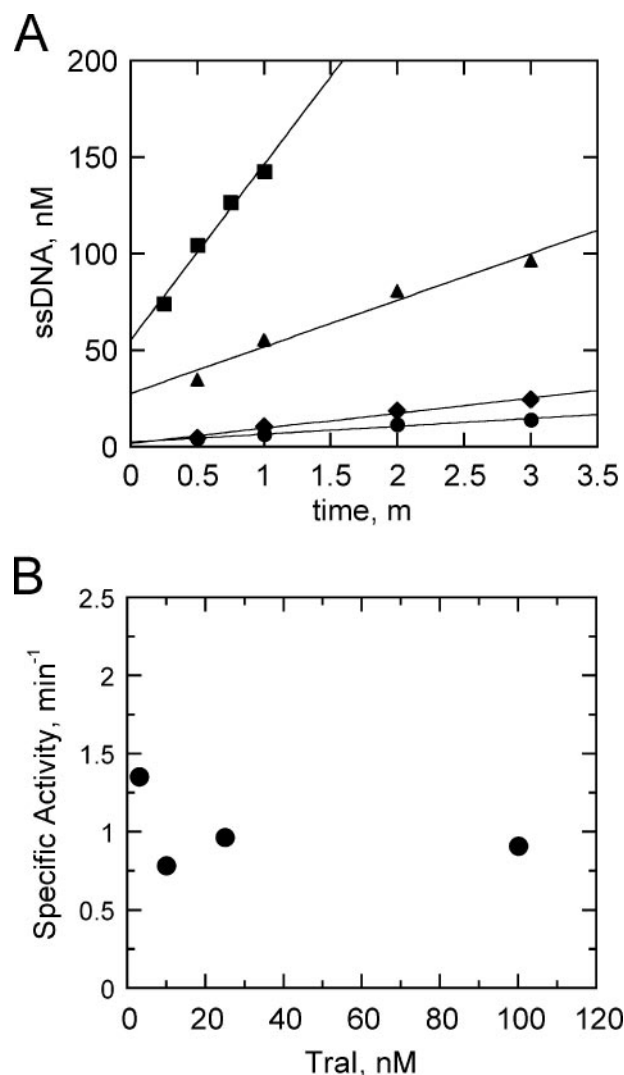 A
200
150
100
50
0
ssDNA, nM
0 0.5 1 1.5 2 2.5 3 3.5
time, m
B
2.5
2
1.5
1
0.5
0
Specific Activity, min⁻¹
0 20 40 60 80 100 120
TraI, nM